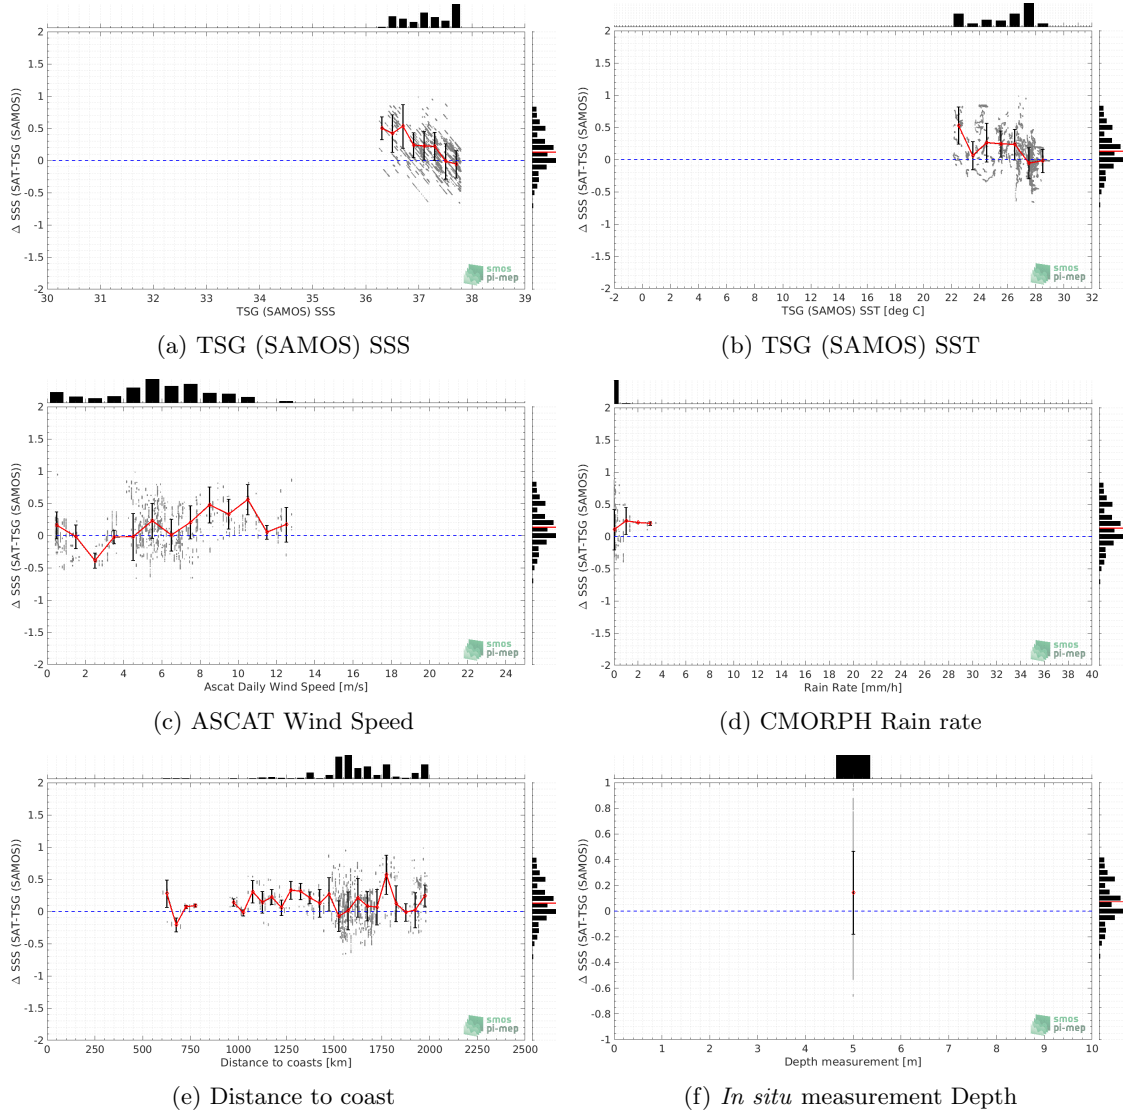 2
1.5
1
0.5
0
-0.5
-1
-1.5
-2
Δ SSS (SAT-TSG (SAMOS))
30 31 32 33 34 35 36 37 38 39
TSG (SAMOS) SSS
smos
pi-mep
(a) TSG (SAMOS) SSS
2
1.5
1
0.5
0
-0.5
-1
-1.5
-2
Δ SSS (SAT-TSG (SAMOS))
-2 0 2 4 6 8 10 12 14 16 18 20 22 24 26 28 30 32
TSG (SAMOS) SST [deg C]
smos
pi-mep
(b) TSG (SAMOS) SST
2
1.5
1
0.5
0
-0.5
-1
-1.5
-2
Δ SSS (SAT-TSG (SAMOS))
0 2 4 6 8 10 12 14 16 18 20 22 24
Ascat Daily Wind Speed [m/s]
smos
pi-mep
(c) ASCAT Wind Speed
2
1.5
1
0.5
0
-0.5
-1
-1.5
-2
Δ SSS (SAT-TSG (SAMOS))
0 2 4 6 8 10 12 14 16 18 20 22 24 26 28 30 32 34 36 38 40
Rain Rate [mm/h]
smos
pi-mep
(d) CMORPH Rain rate
2
1.5
1
0.5
0
-0.5
-1
-1.5
-2
Δ SSS (SAT-TSG (SAMOS))
0 250 500 750 1000 1250 1500 1750 2000 2250 2500
Distance to coasts [km]
smos
pi-mep
(e) Distance to coast
1
0.8
0.6
0.4
0.2
0
-0.2
-0.4
-0.6
-0.8
-1
Δ SSS (SAT-TSG (SAMOS))
0 1 2 3 4 5 6 7 8 9 10
Depth measurement [m]
smos
pi-mep
(f) In situ measurement Depth